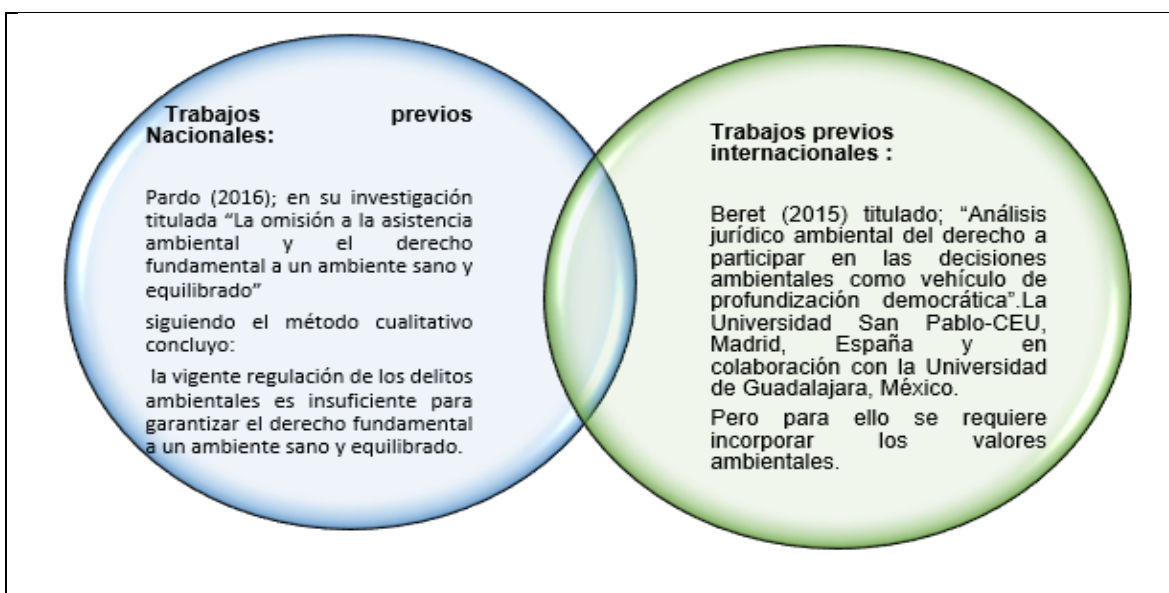 Trabajos previos
Nacionales:
Pardo (2016); en su investigación
titulada “La omisión a la asistencia
ambiental y el derecho
fundamental a un ambiente sano y
equilibrado”
siguiendo el método cualitativo
concluyo:
la vigente regulación de los delitos
ambientales es insuficiente para
garantizar el derecho fundamental
a un ambiente sano y equilibrado.
Trabajos previos
internacionales :
Beret (2015) titulado; “Análisis
jurídico ambiental del derecho a
participar en las decisiones
ambientales como vehículo de
profundización democrática”.La
Universidad San Pablo-CEU,
Madrid, España y en
colaboración con la Universidad
de Guadalajara, México.
Pero para ello se requiere
incorporar los valores
ambientales.